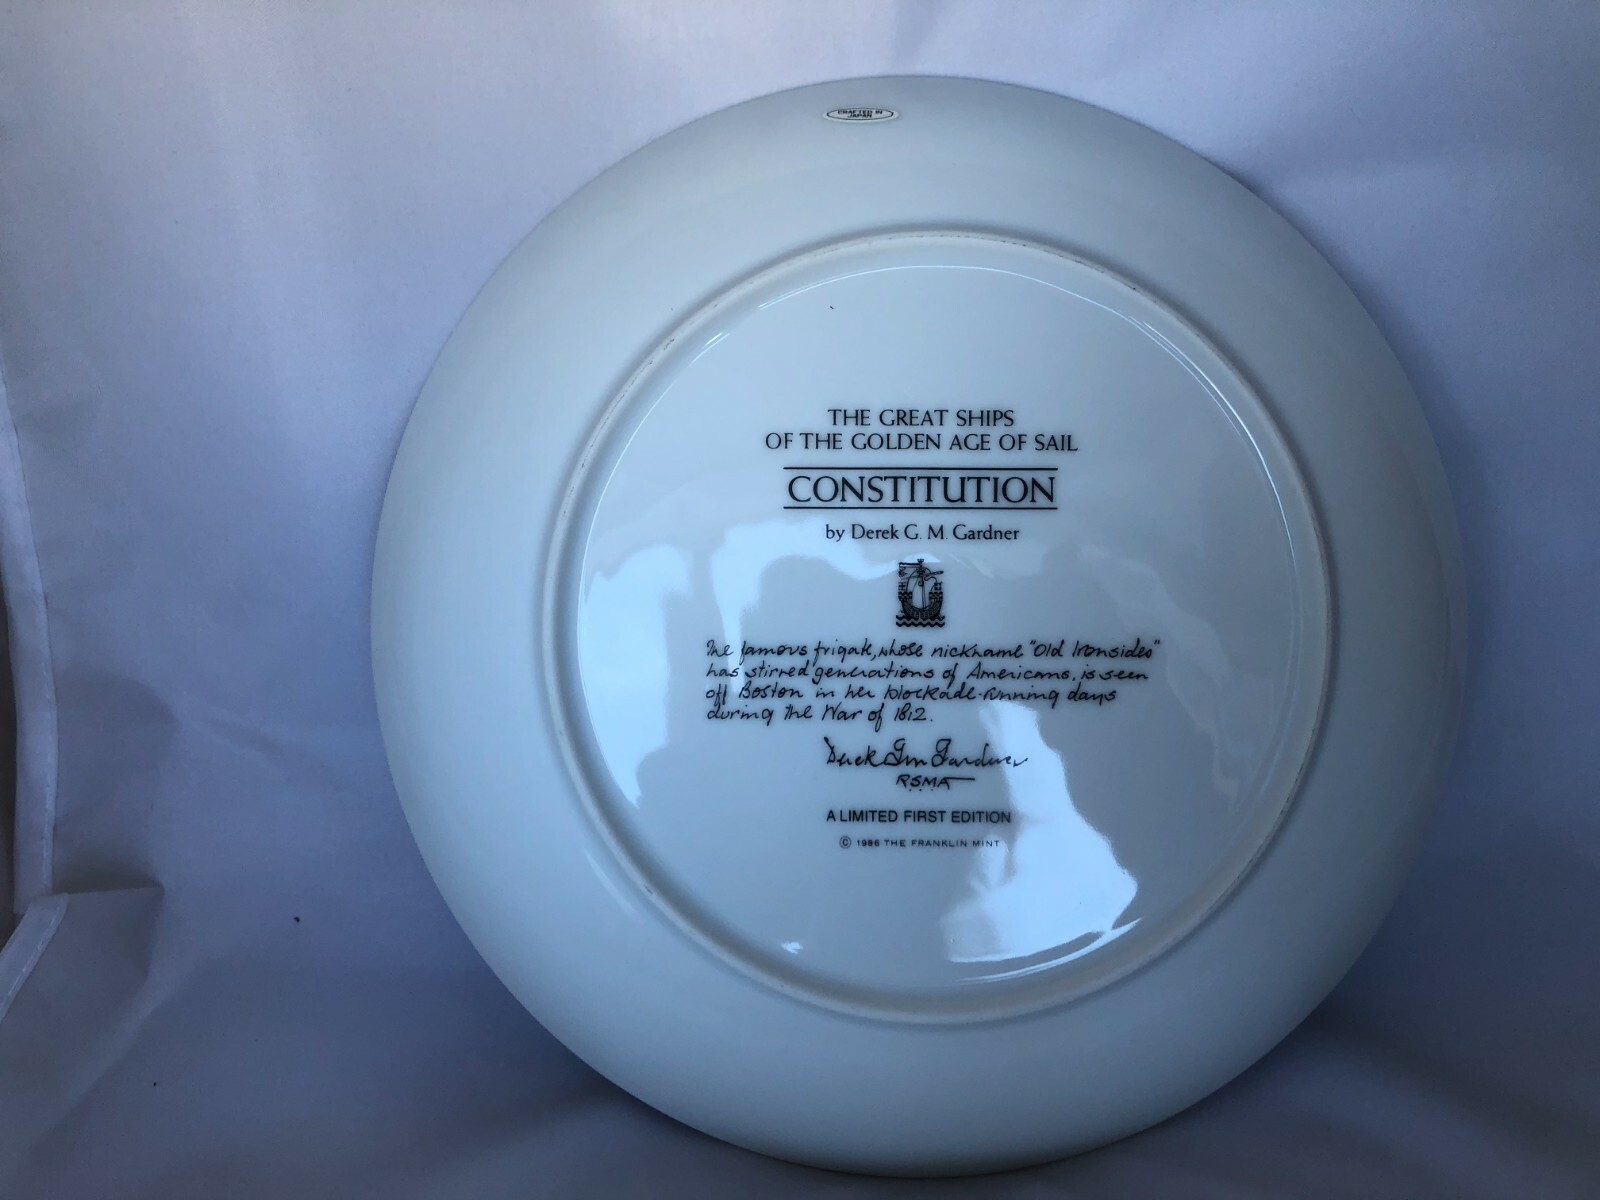 CRAFTED IN
JAPAN
THE GREAT SHIPS
OF THE GOLDEN AGE OF SAIL
CONSTITUTION
by Derek G. M. Gardner
The famous frigate, whose nickname "Old Ironsides"
has stirred generations of Americans, is seen
off Boston in her blockade-running days
during the War of 1812.
Derek Gm Gardner
RSMA
A LIMITED FIRST EDITION
© 1986 THE FRANKLIN MINT